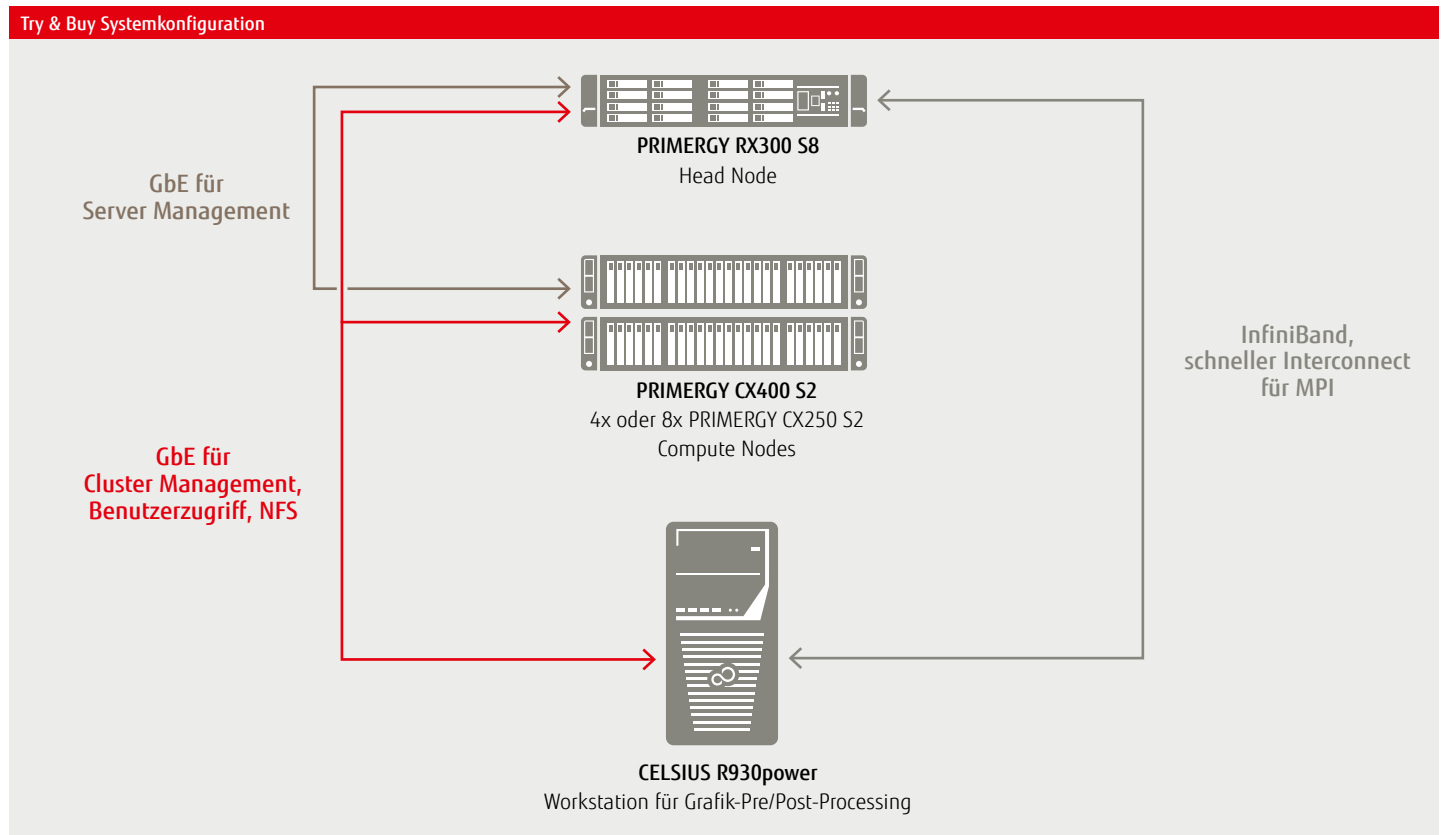 Try & Buy Systemkonfiguration
PRIMERGY RX300 S8
Head Node
GbE für
Server Management
PRIMERGY CX400 S2
4x oder 8x PRIMERGY CX250 S2
Compute Nodes
InfiniBand,
schneller Interconnect
für MPI
GbE für
Cluster Management,
Benutzerzugriff, NFS
CELSIUS R930power
Workstation für Grafik-Pre/Post-Processing